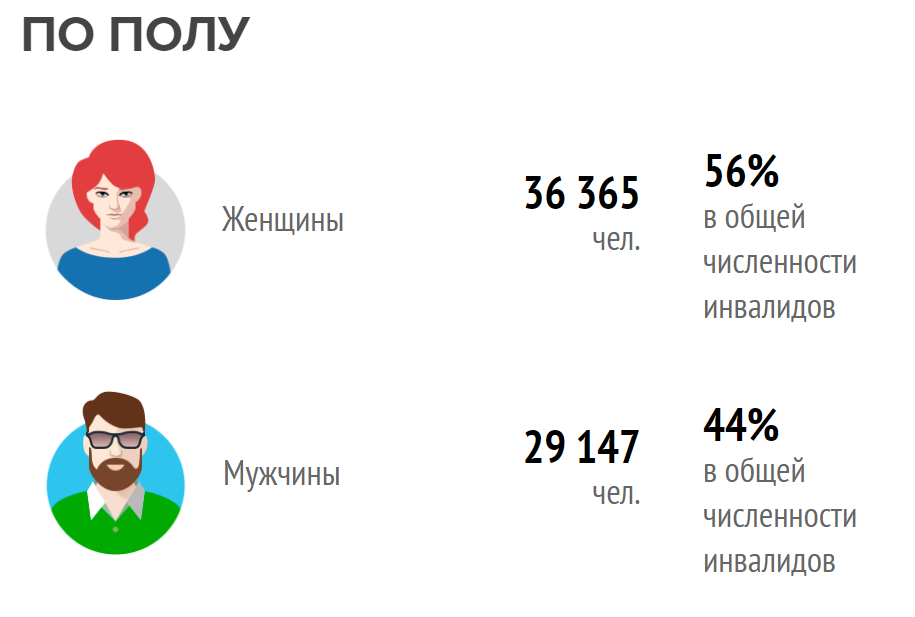 ПО ПОЛУ
Женщины
36 365
чел.
56%
в общей
численности
инвалидов
Мужчины
29 147
чел.
44%
в общей
численности
инвалидов